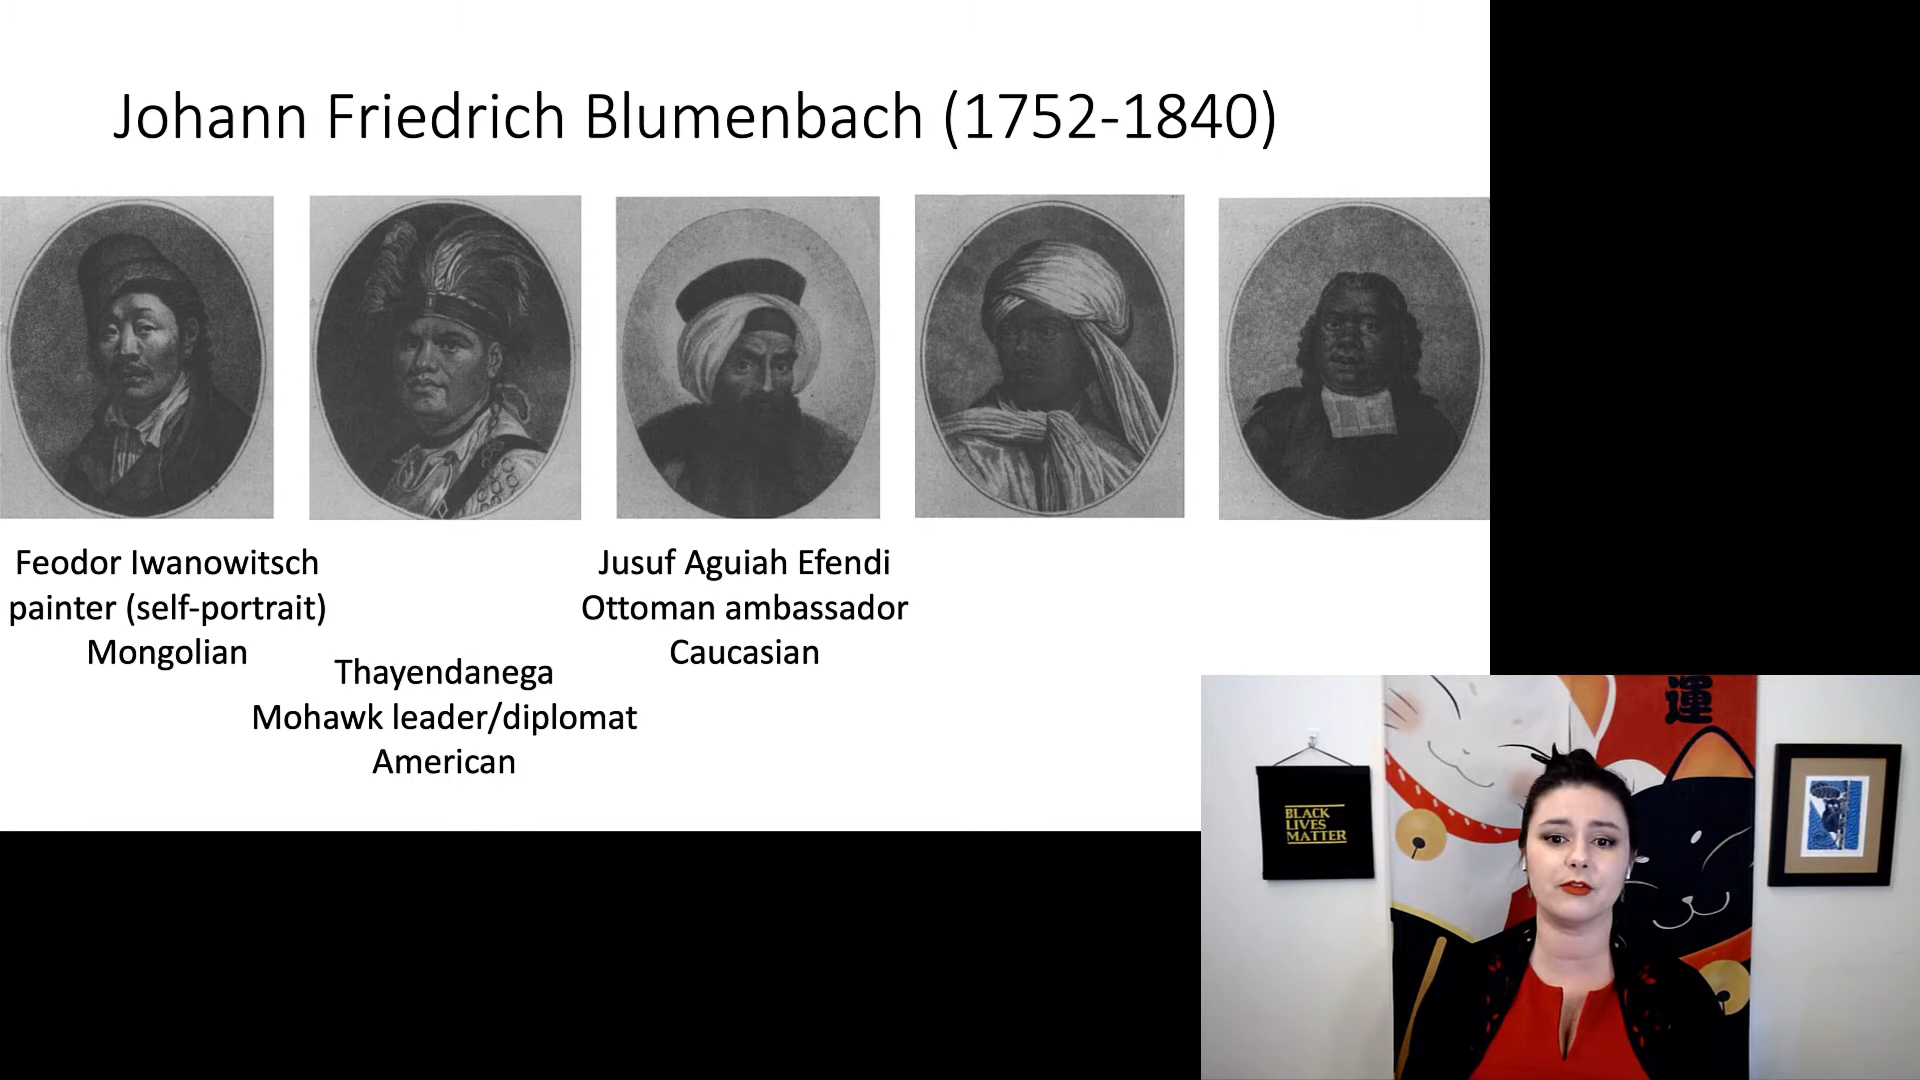 Johann Friedrich Blumenbach (1752-1840)
Feodor Iwanowitsch
painter (self-portrait)
Mongolian
Thayendanega
Mohawk leader/diplomat
American
Jusuf Aguiah Efendi
Ottoman ambassador
Caucasian
運
BLACK
LIVES
MATTER